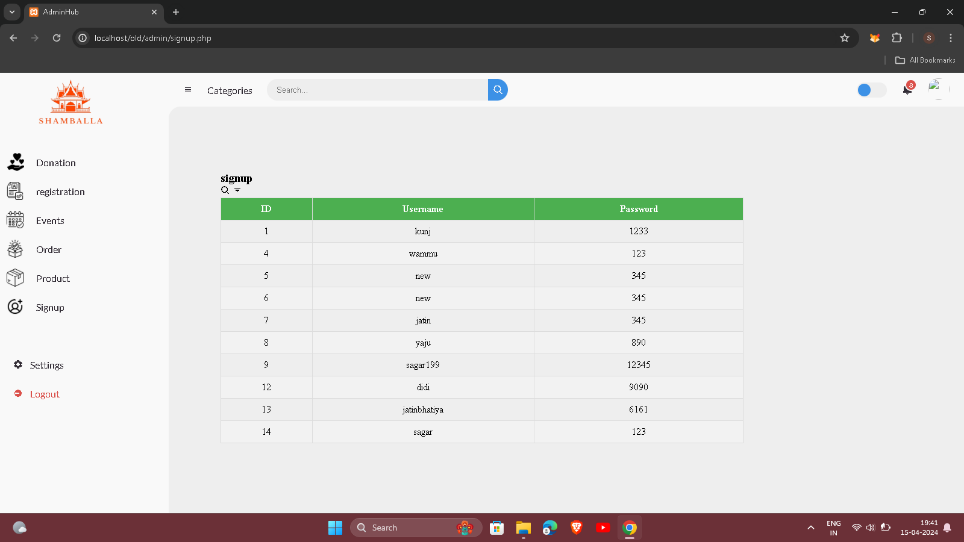 AdminHub
localhost/old/admin/signup.php
S
All Bookmarks
SHAMBALLA
Categories
Search...
8
Donation
registration
Events
Order
Product
Signup
Settings
Logout
signup
ID Username Password
1 kunj 1233
4 wammu 123
5 new 345
6 new 345
7 jatin 345
8 yaju 890
9 sagar199 12345
12 didi 9090
13 jatinbhatiya 6161
14 sagar 123
Search
ENG
IN
19:41
15-04-2024